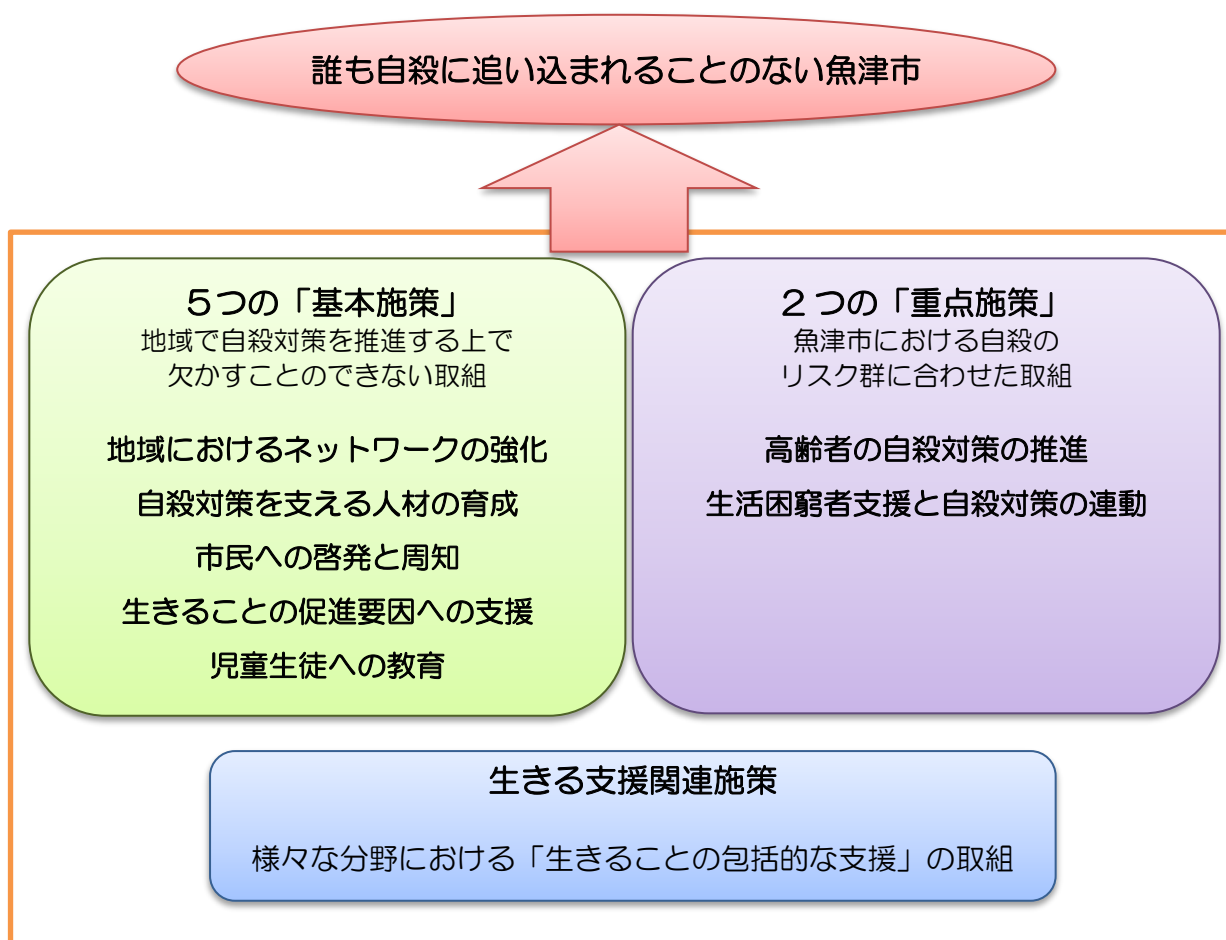 誰も自殺に追い込まれることのない魚津市
５つの「基本施策」
地域で自殺対策を推進する上で
欠かすことのできない取組
地域におけるネットワークの強化
自殺対策を支える人材の育成
市民への啓発と周知
生きることの促進要因への支援
児童生徒への教育
２つの「重点施策」
魚津市における自殺の
リスク群に合わせた取組
高齢者の自殺対策の推進
生活困窮者支援と自殺対策の連動
生きる支援関連施策
様々な分野における「生きることの包括的な支援」の取組